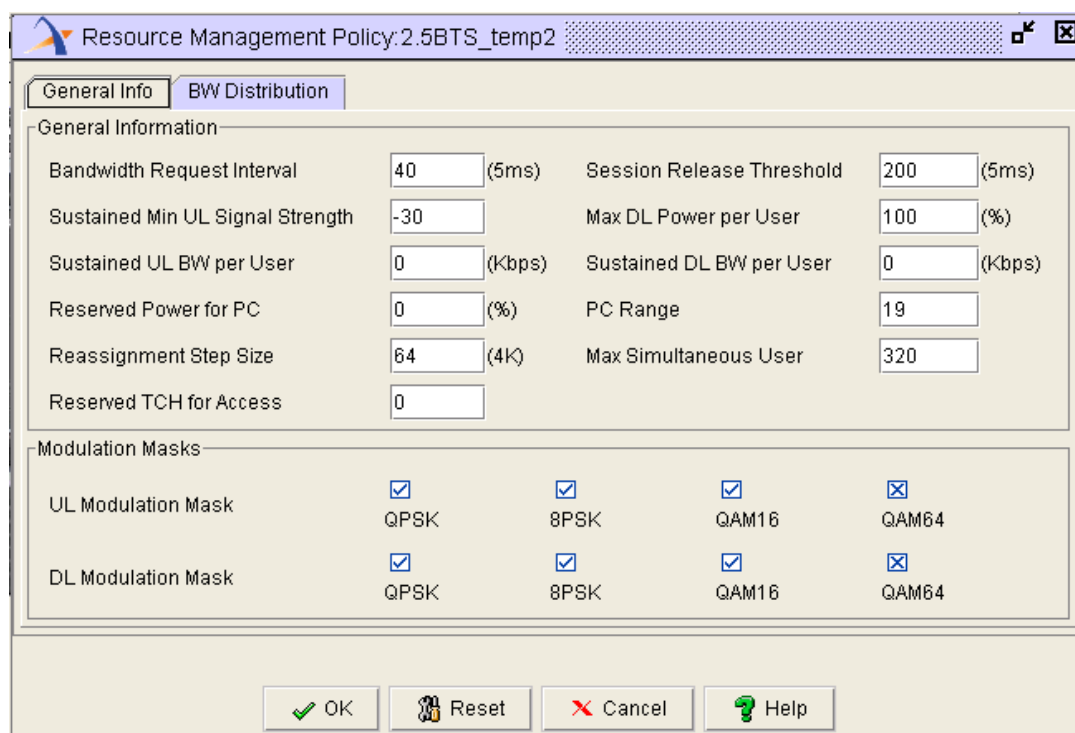 Resource Management Policy:2.5BTS_temp2
General Info BW Distribution
General Information
Bandwidth Request Interval 40 (5ms) Session Release Threshold 200 (5ms)
Sustained Min UL Signal Strength -30 Max DL Power per User 100 (%)
Sustained UL BW per User 0 (Kbps) Sustained DL BW per User 0 (Kbps)
Reserved Power for PC 0 (%) PC Range 19
Reassignment Step Size 64 (4K) Max Simultaneous User 320
Reserved TCH for Access 0
Modulation Masks
UL Modulation Mask QPSK 8PSK QAM16 QAM64
DL Modulation Mask QPSK 8PSK QAM16 QAM64
OK Reset Cancel Help